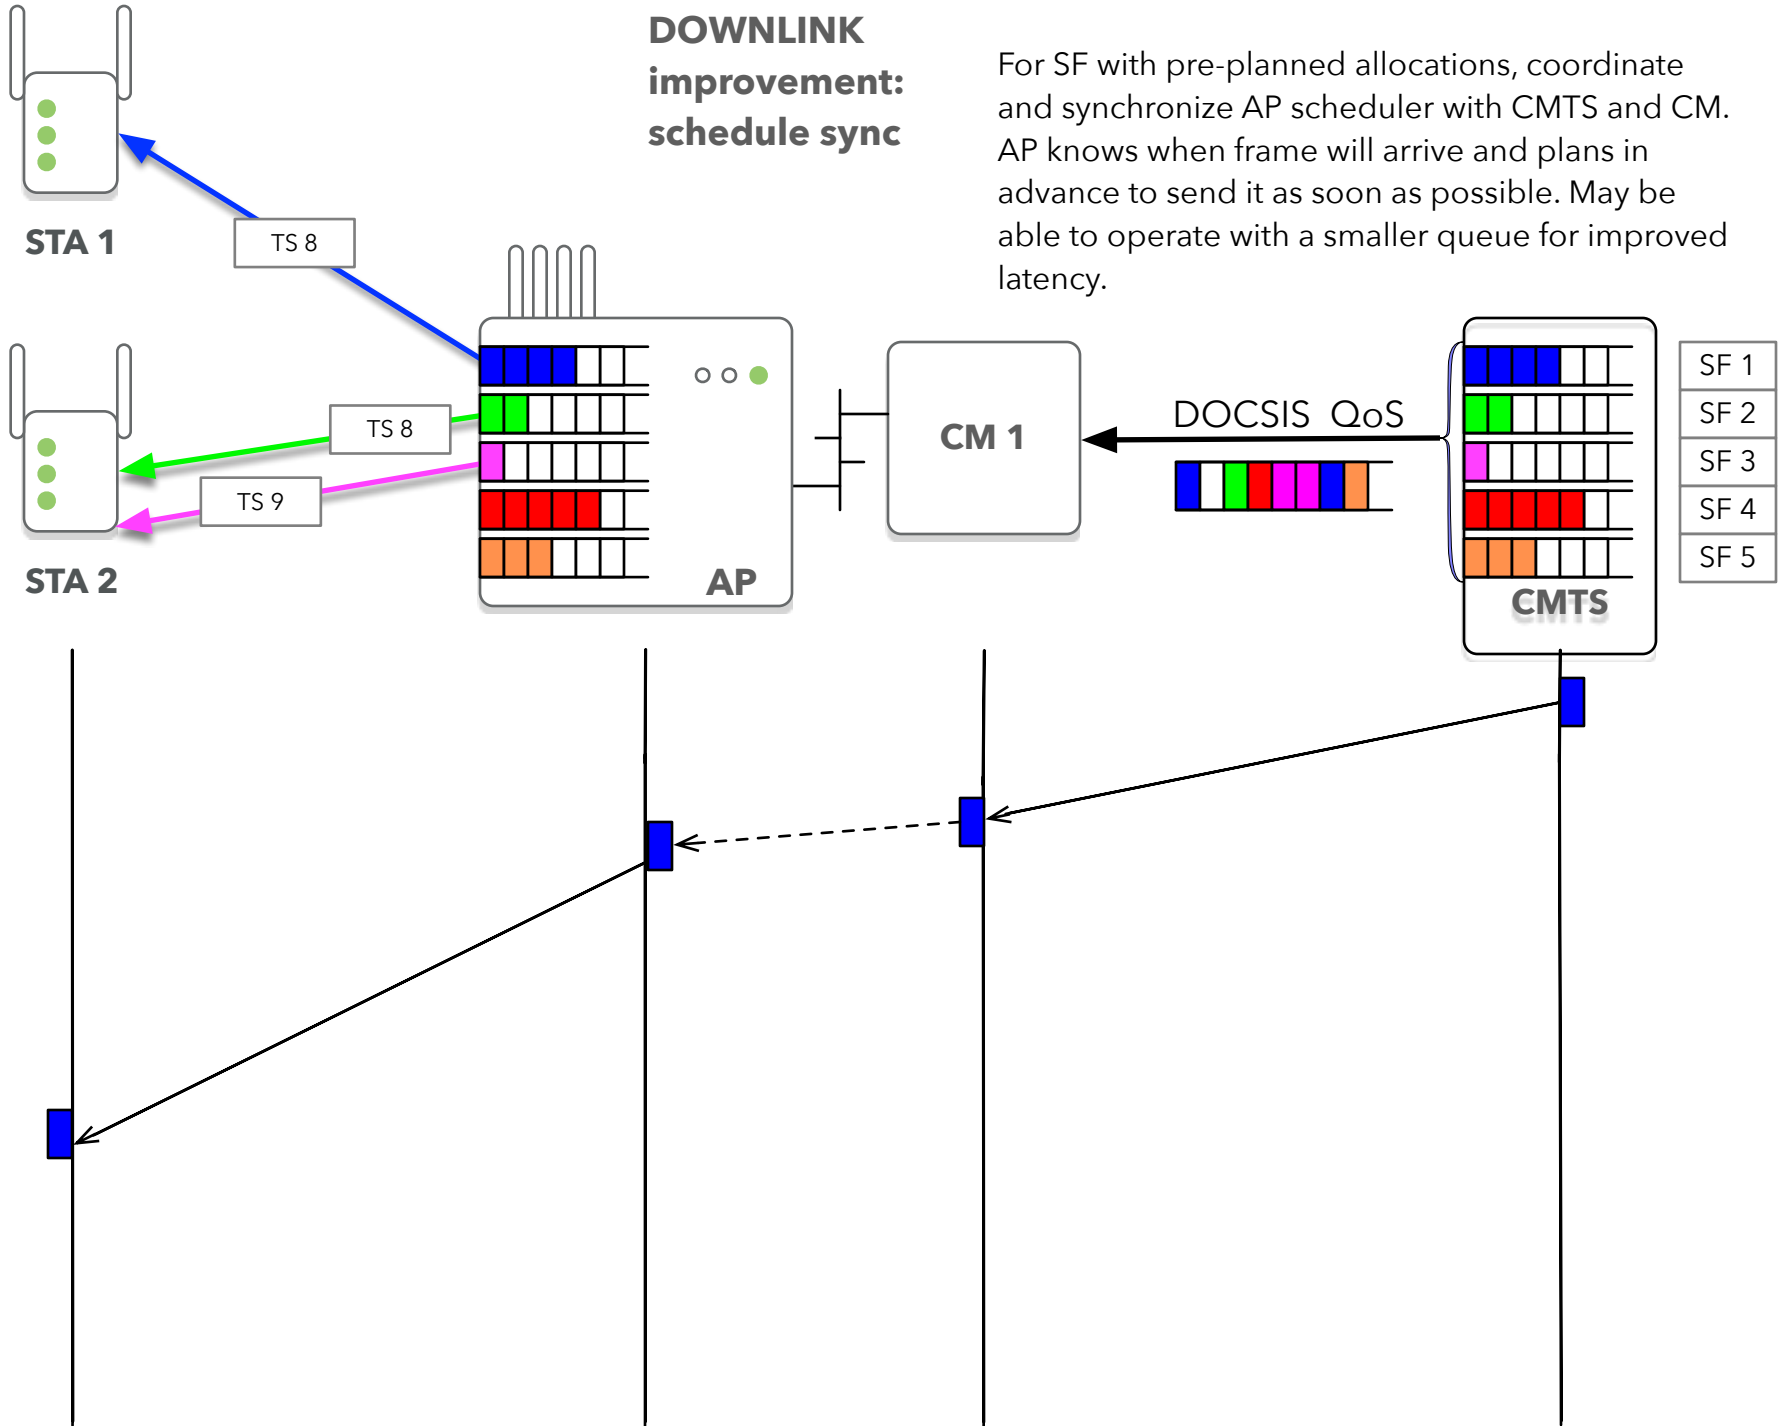 DOWNLINK
improvement:
schedule sync
For SF with pre-planned allocations, coordinate
and synchronize AP scheduler with CMTS and CM.
AP knows when frame will arrive and plans in
advance to send it as soon as possible. May be
able to operate with a smaller queue for improved
latency.
STA 1
TS 8
STA 2
TS 8
TS 9
AP
CM 1
DOCSIS QoS
CMTS
SF 1
SF 2
SF 3
SF 4
SF 5